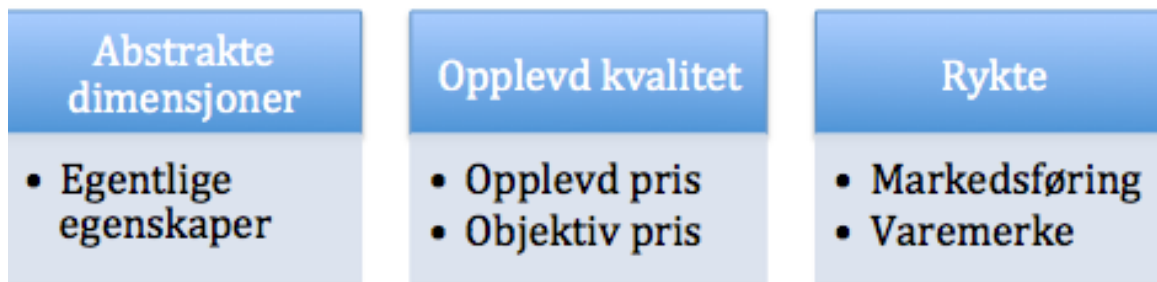 Abstrakte
dimensjoner
• Egentlige
egenskaper
Opplevd kvalitet
• Opplevd pris
• Objektiv pris
Rykte
• Markedsføring
• Varemerke